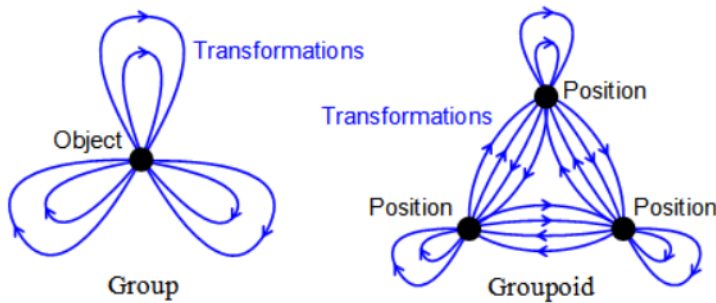 Transformations
Object
Group
Position
Transformations
Position
Position
Groupoid